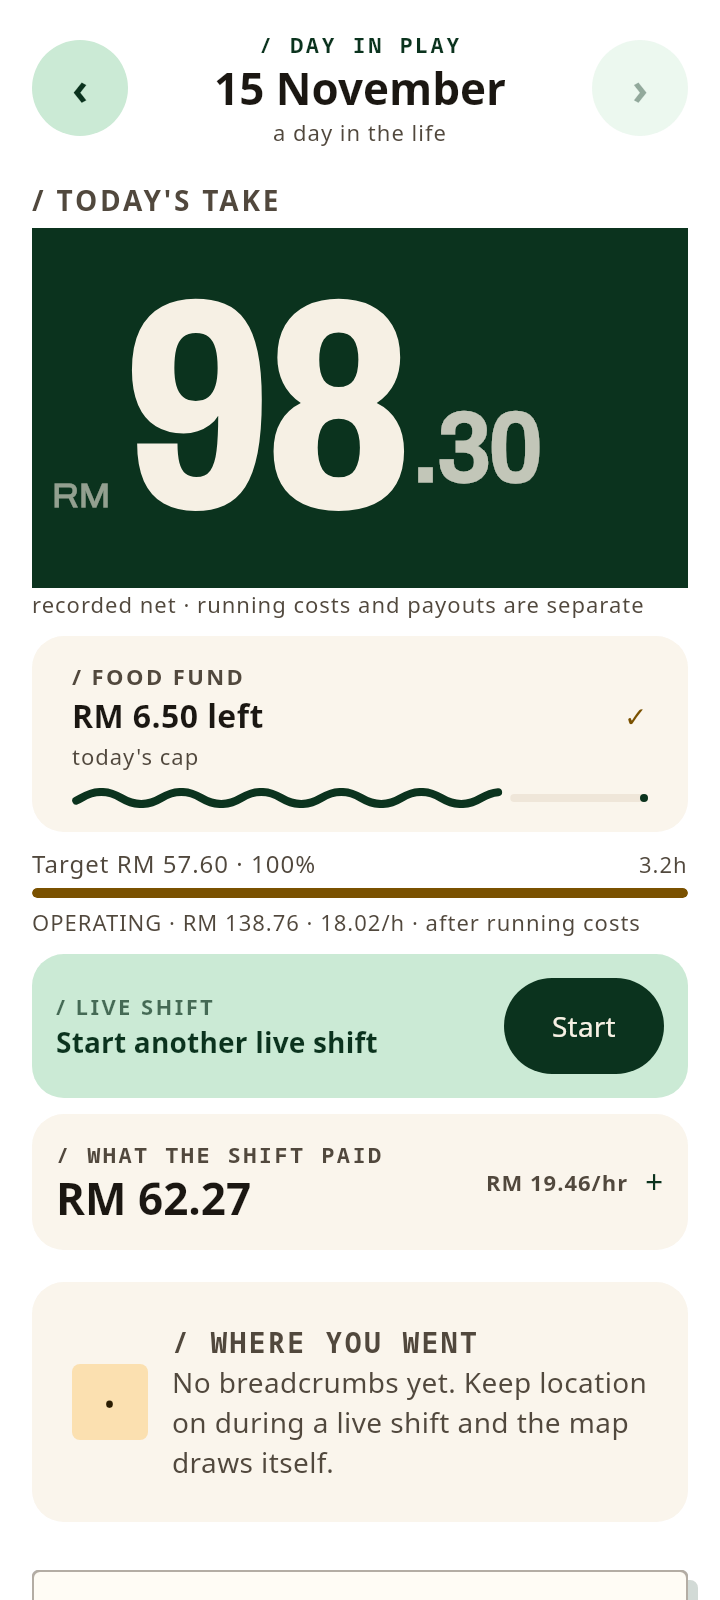 ‹
/ DAY IN PLAY
15 November
a day in the life
›
/ TODAY'S TAKE
RM 98.30
recorded net · running costs and payouts are separate
/ FOOD FUND
RM 6.50 left
✓
today's cap
Target RM 57.60 · 100%
3.2h
OPERATING · RM 138.76 · 18.02/h · after running costs
/ LIVE SHIFT
Start another live shift
Start
/ WHAT THE SHIFT PAID
RM 62.27
RM 19.46/hr +
/ WHERE YOU WENT
No breadcrumbs yet. Keep location
on during a live shift and the map
draws itself.